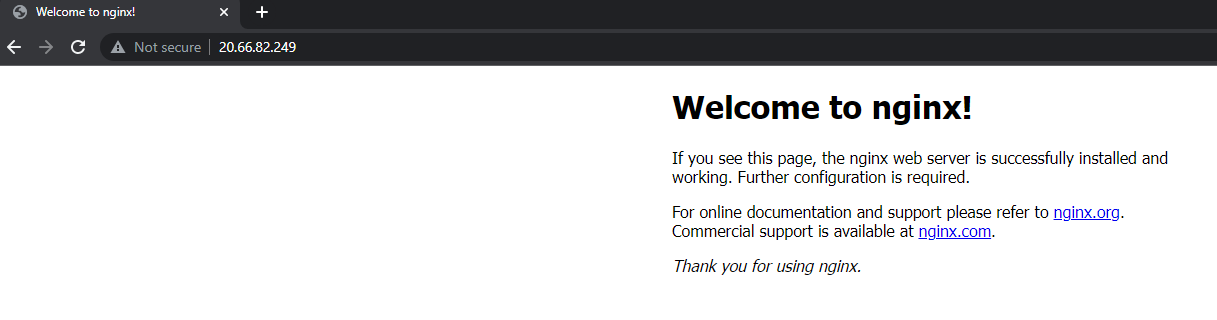 Welcome to nginx!
Not secure | 20.66.82.249
Welcome to nginx!
If you see this page, the nginx web server is successfully installed and
working. Further configuration is required.
For online documentation and support please refer to nginx.org.
Commercial support is available at nginx.com.
Thank you for using nginx.